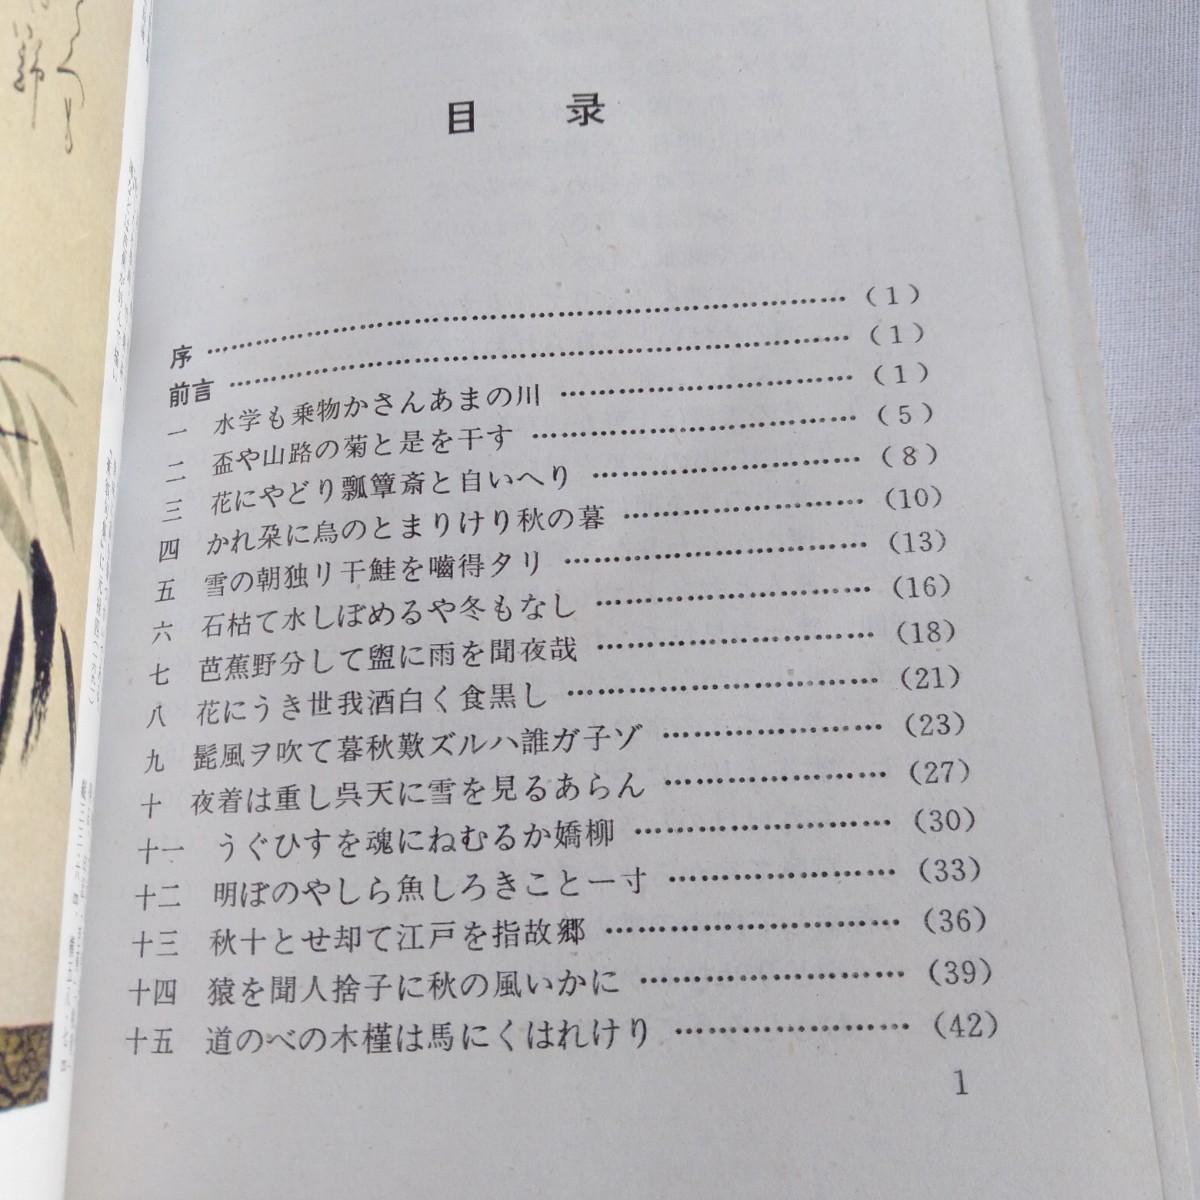 目录
序 ……………………………………………………… (1)
前言 ……………………………………………………… (1)
一 水学も乗物かさんあまの川 ………………………… (1)
二 盃や山路の菊と是を干す ………………………… (5)
三 花にやどり瓢簞斎と自いへり ………………………… (8)
四 かれ朶に烏のとまりけり秋の暮 ……………………… (10)
五 雪の朝独リ干鮭を嚙得タリ ………………………… (13)
六 石枯て水しぼめるや冬もなし ……………………… (16)
七 芭蕉野分して盥に雨を聞夜哉 ……………………… (18)
八 花にうき世我酒白く食黒し ………………………… (21)
九 髭風ヲ吹て暮秋歎ズルハ誰ガ子ゾ ………………… (23)
十 夜着は重し呉天に雪を見るあらん ………………… (27)
十一 うぐひすを魂にねむるか嬌柳 …………………… (30)
十二 明ぼのやしら魚しろきこと一寸 ………………… (33)
十三 秋十とせ却て江戸を指故郷 ……………………… (36)
十四 猿を聞人捨子に秋の風いかに …………………… (39)
十五 道のべの木槿は馬にくはれけり ………………… (42)
1